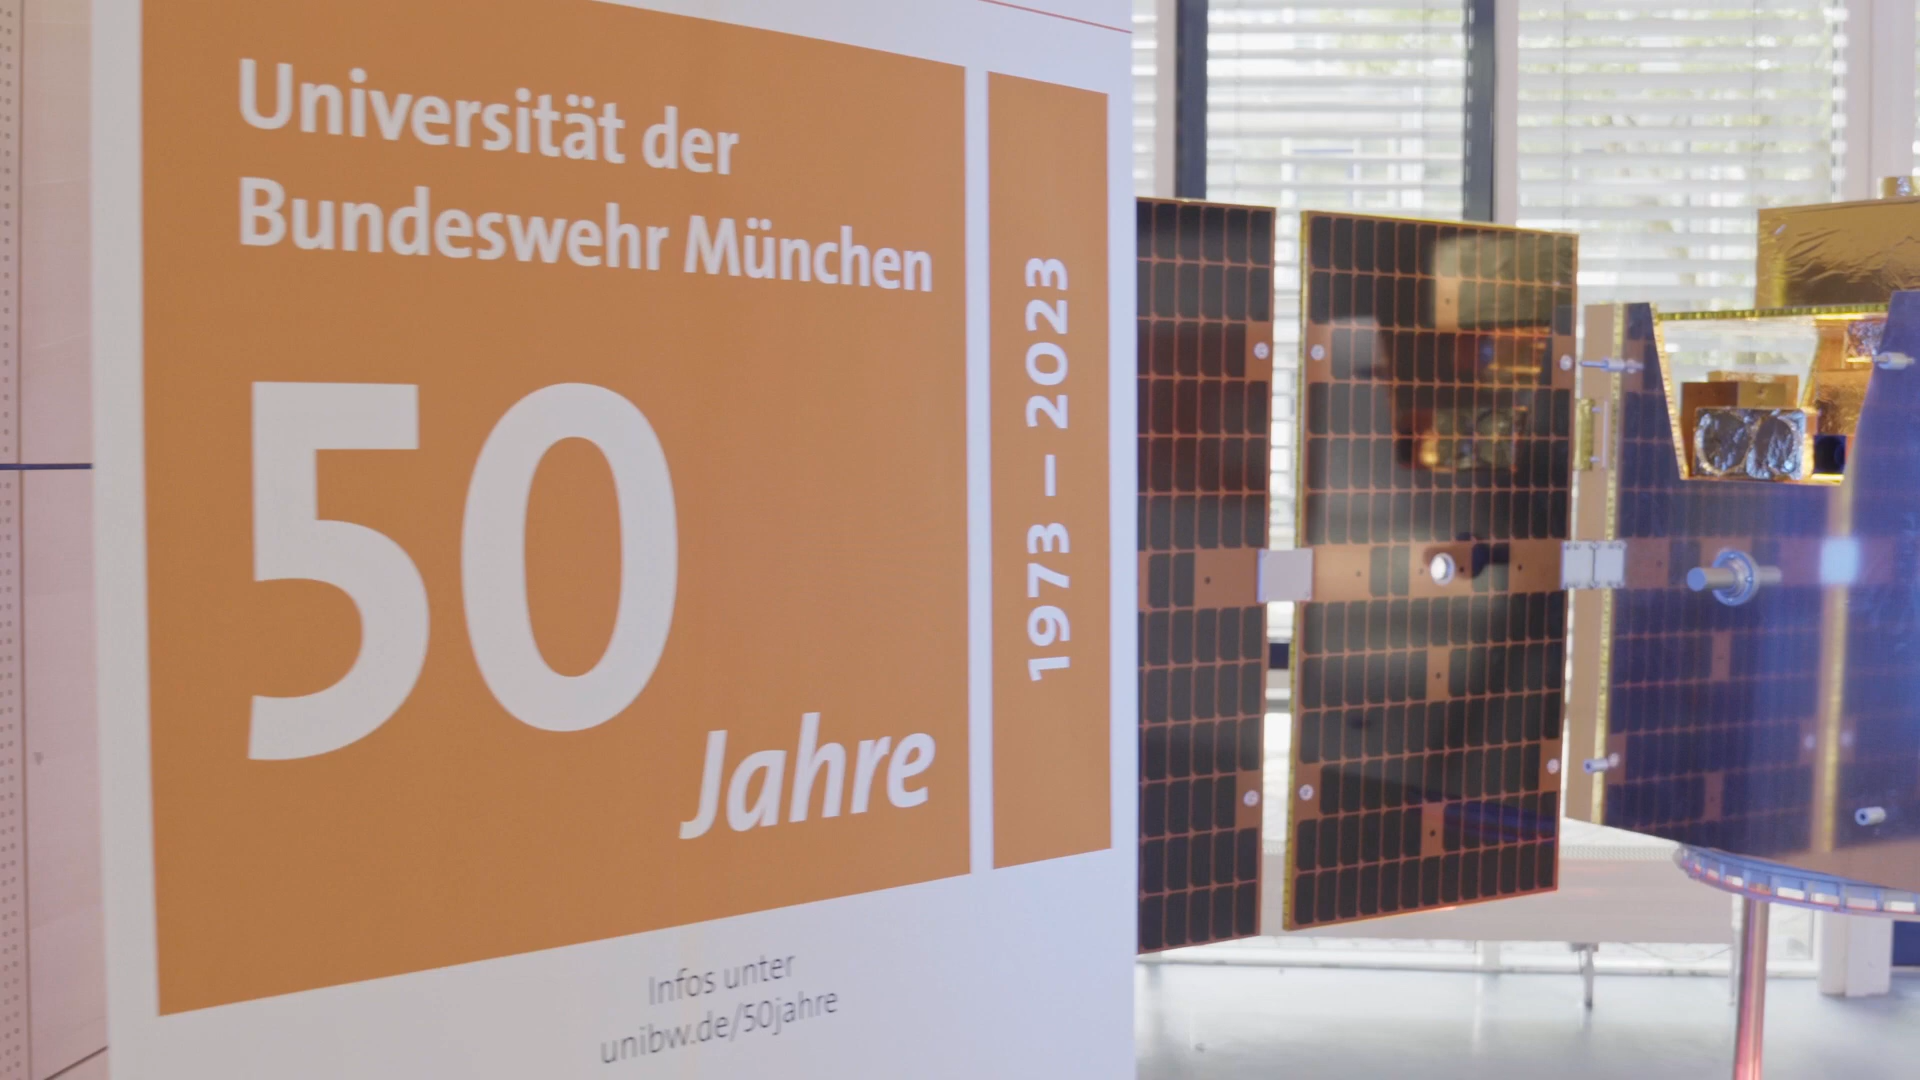 Universität der
Bundeswehr München
50
Jahre
1973 – 2023
Infos unter
unibw.de/50jahre